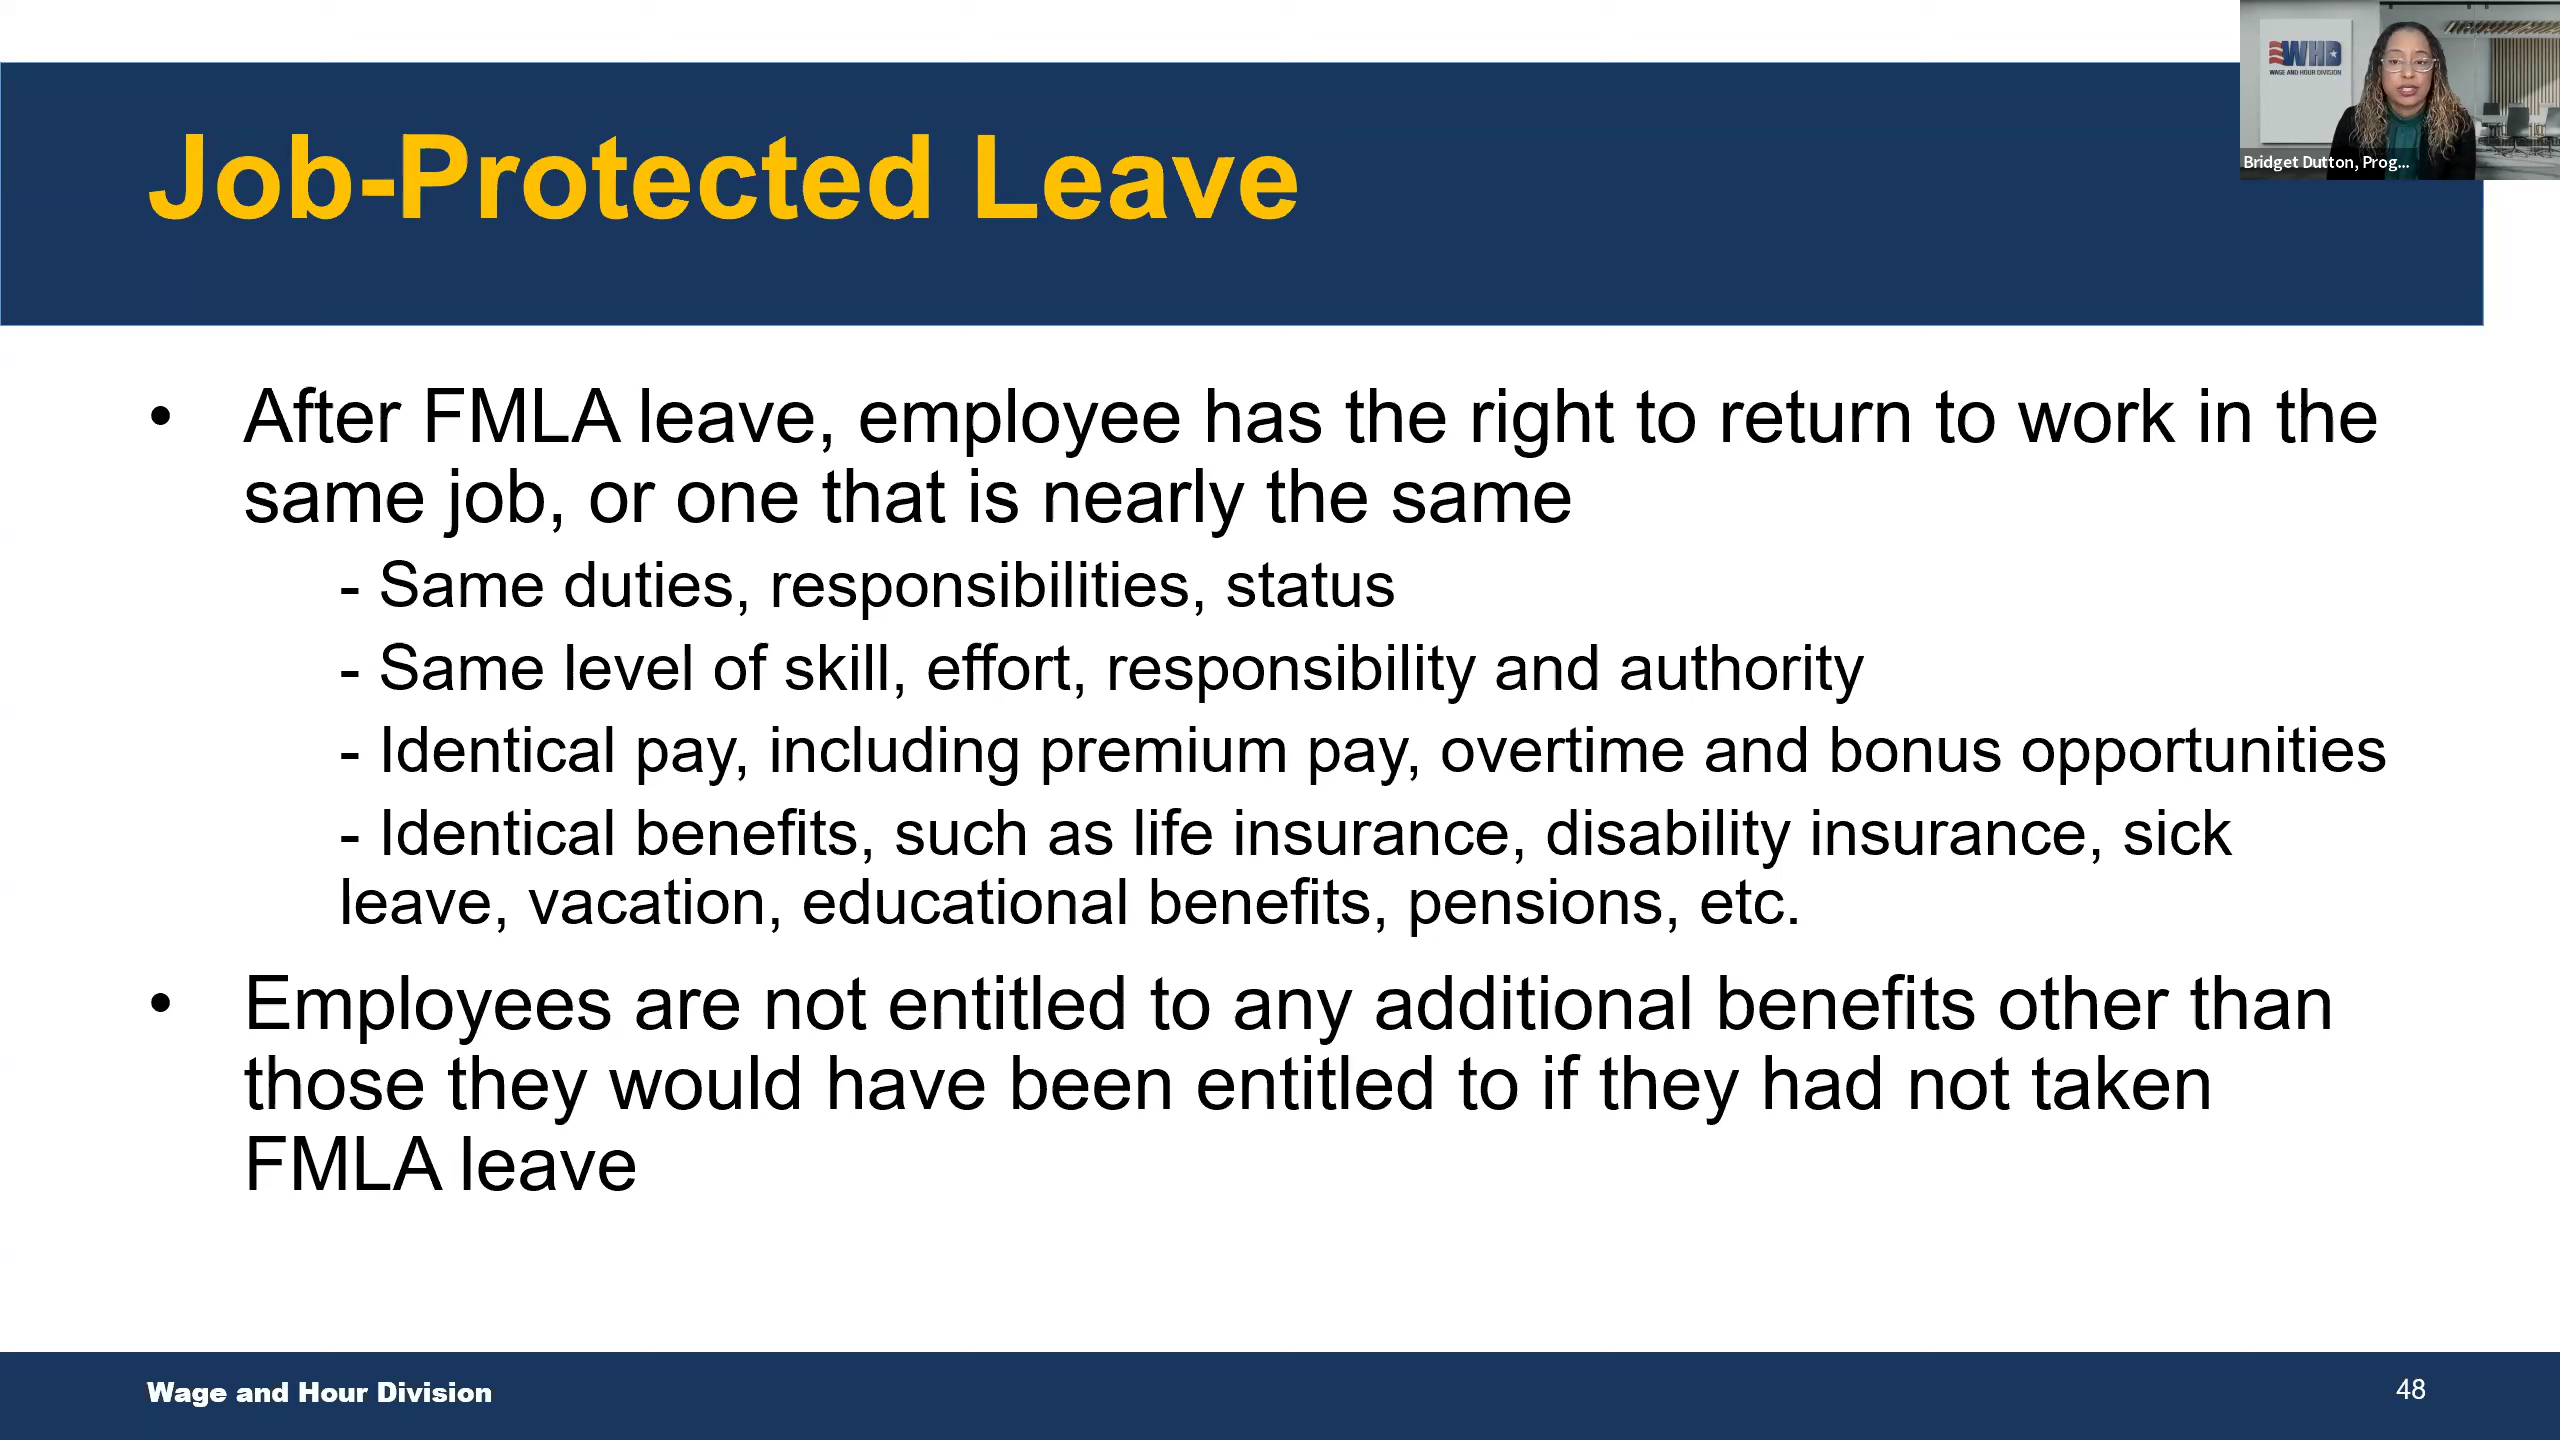 WHD
WAGE AND HOUR DIVISION
Bridget Dutton, Prog...
Job-Protected Leave
• After FMLA leave, employee has the right to return to work in the
same job, or one that is nearly the same
- Same duties, responsibilities, status
- Same level of skill, effort, responsibility and authority
- Identical pay, including premium pay, overtime and bonus opportunities
- Identical benefits, such as life insurance, disability insurance, sick
leave, vacation, educational benefits, pensions, etc.
• Employees are not entitled to any additional benefits other than
those they would have been entitled to if they had not taken
FMLA leave
Wage and Hour Division
48